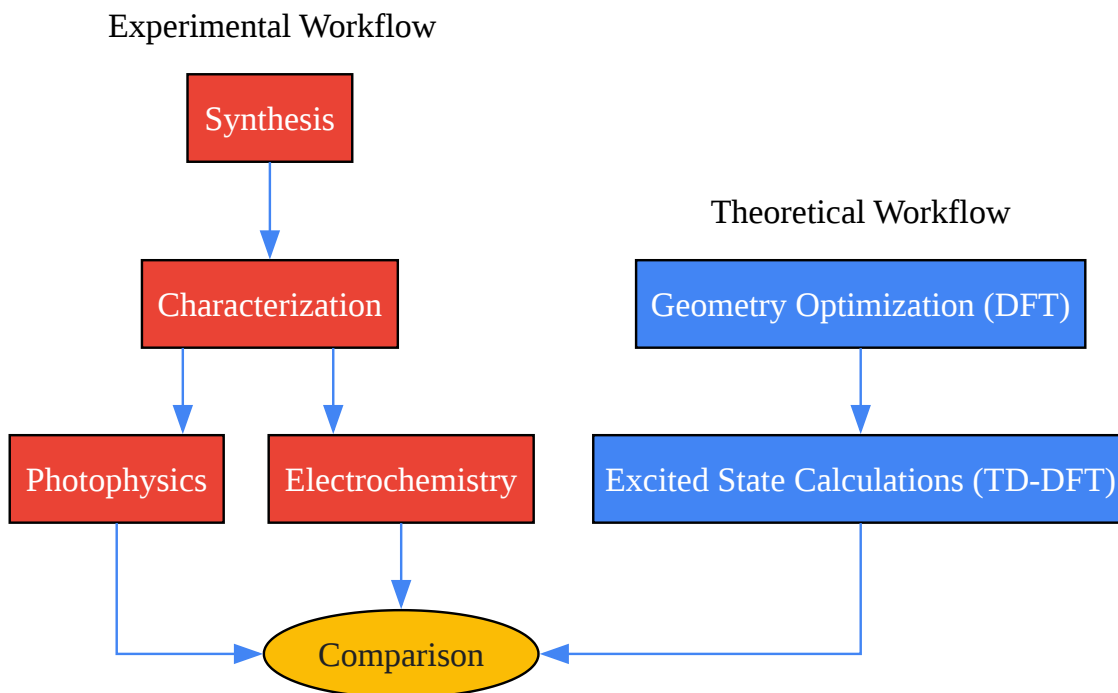 Experimental Workflow
Synthesis
Theoretical Workflow
Characterization
Geometry Optimization (DFT)
Photophysics
Electrochemistry
Excited State Calculations (TD-DFT)
Comparison